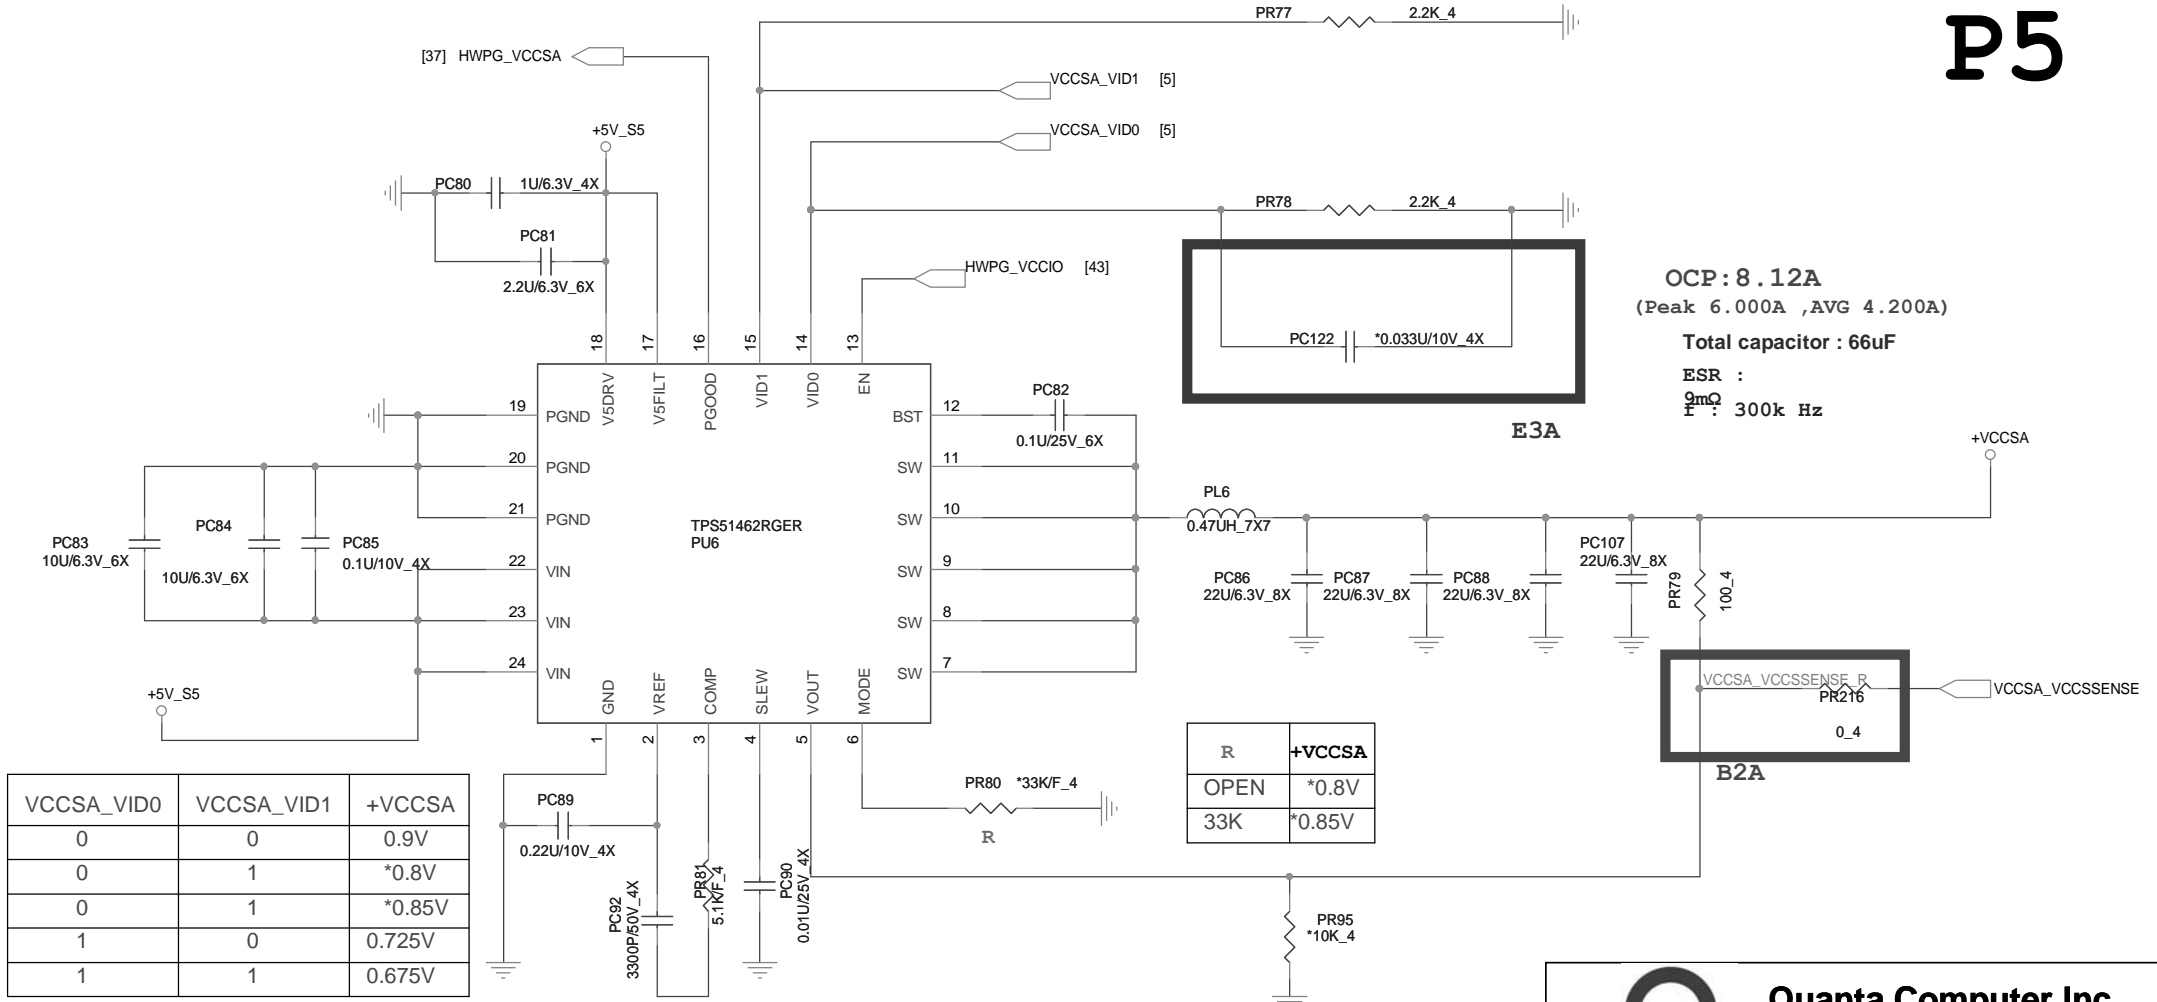 P5
PR77 2.2K_4
[37] HWPG_VCCSA
VCCSA_VID1 [5]
VCCSA_VID0 [5]
+5V_S5
PC80 1U/6.3V_4X
PC81
2.2U/6.3V_6X
PR78 2.2K_4
HWPG_VCCIO [43]
PC122 *0.033U/10V_4X
E3A
OCP:8.12A
(Peak 6.000A ,AVG 4.200A)
Total capacitor : 66uF
ESR :
9mΩ
f : 300k Hz
18 17 16 15 14 13
V5DRV V5FILT PGOOD VID1 VID0 EN
19 PGND
20 PGND
21 PGND
22 VIN
23 VIN
24 VIN
BST 12
SW 11
SW 10
SW 9
SW 8
SW 7
TPS51462RGER
PU6
GND VREF COMP SLEW VOUT MODE
1 2 3 4 5 6
PC82
0.1U/25V_6X
PC83
10U/6.3V_6X
PC84
10U/6.3V_6X
PC85
0.1U/10V_4X
+5V_S5
PL6
0.47UH_7X7
+VCCSA
PC86
22U/6.3V_8X
PC87
22U/6.3V_8X
PC88
22U/6.3V_8X
PC107
22U/6.3V_8X
PR79
100_4
VCCSA_VCCSSENSE_R
PR216
0_4
VCCSA_VCCSSENSE
B2A
R +VCCSA
OPEN *0.8V
33K *0.85V
PR80 *33K/F_4
R
PC89
0.22U/10V_4X
PC92
3300P/50V_4X
PR81
5.1K/F_4
PC90
0.01U/25V_4X
PR95
*10K_4
VCCSA_VID0 VCCSA_VID1 +VCCSA
0 0 0.9V
0 1 *0.8V
0 1 *0.85V
1 0 0.725V
1 1 0.675V
Quanta Computer Inc